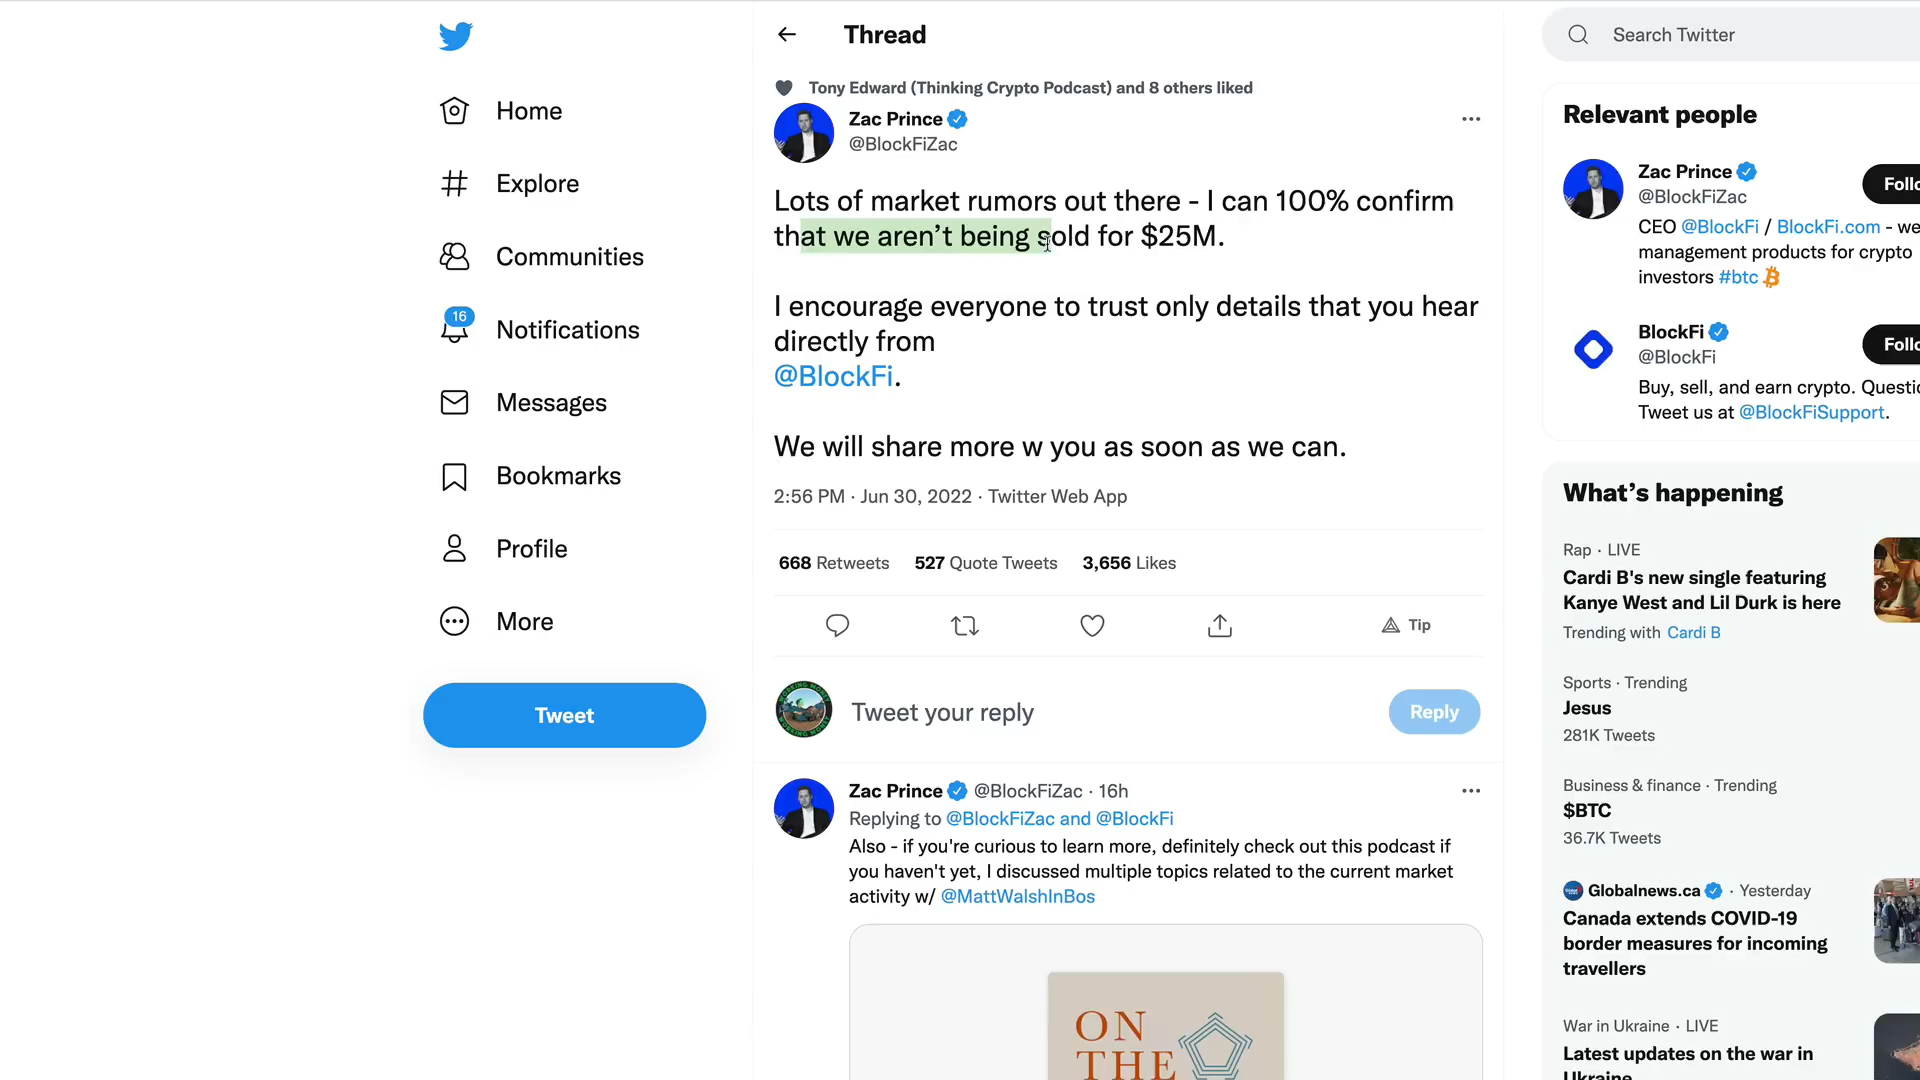 Home
Explore
Communities
16
Notifications
Messages
Bookmarks
Profile
More
Tweet
Thread
Tony Edward (Thinking Crypto Podcast) and 8 others liked
Zac Prince
@BlockFiZac
Lots of market rumors out there - I can 100% confirm
that we aren’t being sold for $25M.
I encourage everyone to trust only details that you hear
directly from
@BlockFi.
We will share more w you as soon as we can.
2:56 PM · Jun 30, 2022 · Twitter Web App
668 Retweets 527 Quote Tweets 3,656 Likes
Tip
Tweet your reply
Reply
Zac Prince @BlockFiZac · 16h
Replying to @BlockFiZac and @BlockFi
Also - if you're curious to learn more, definitely check out this podcast if
you haven't yet, I discussed multiple topics related to the current market
activity w/ @MattWalshInBos
ON
THE
Search Twitter
Relevant people
Zac Prince
@BlockFiZac
Follo
CEO @BlockFi / BlockFi.com - we
management products for crypto
investors #btc
BlockFi
@BlockFi
Follo
Buy, sell, and earn crypto. Questio
Tweet us at @BlockFiSupport.
What’s happening
Rap · LIVE
Cardi B's new single featuring
Kanye West and Lil Durk is here
Trending with Cardi B
Sports · Trending
Jesus
281K Tweets
Business & finance · Trending
$BTC
36.7K Tweets
Globalnews.ca · Yesterday
Canada extends COVID-19
border measures for incoming
travellers
War in Ukraine · LIVE
Latest updates on the war in
Ukraine